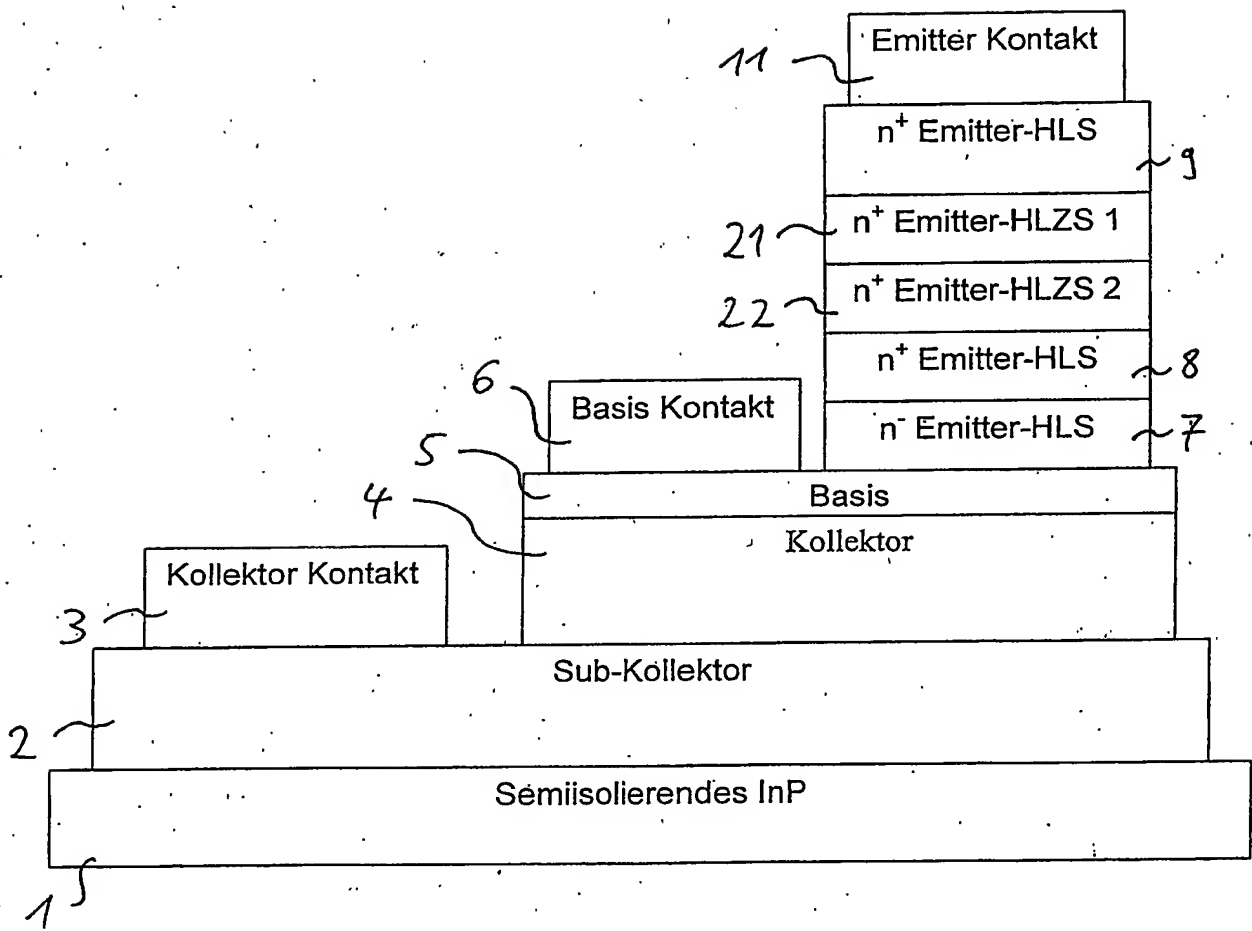 Emitter Kontakt
11
n⁺ Emitter-HLS
9
n⁺ Emitter-HLZS 1
21
n⁺ Emitter-HLZS 2
22
n⁺ Emitter-HLS
8
6
Basis Kontakt
n⁻ Emitter-HLS
7
5
Basis
4
Kollektor
Kollektor Kontakt
3
Sub-Kollektor
2
Semiisolierendes InP
1